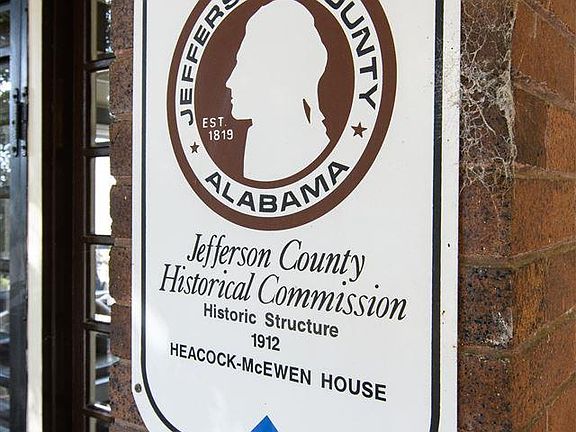 JEFFERSON COUNTY
EST.
1819
ALABAMA
Jefferson County
Historical Commission
Historic Structure
1912
HEACOCK-McEWEN HOUSE